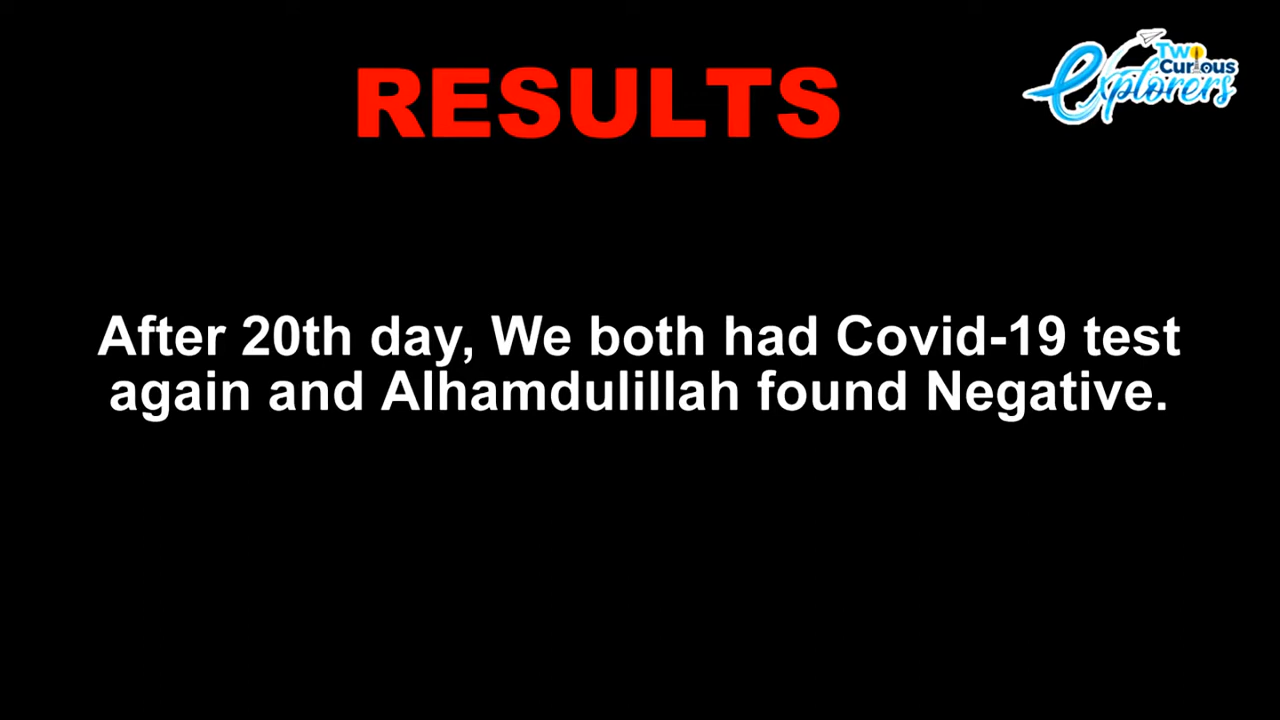 RESULTS
Two
Curious
explorers
After 20th day, We both had Covid-19 test
again and Alhamdulillah found Negative.